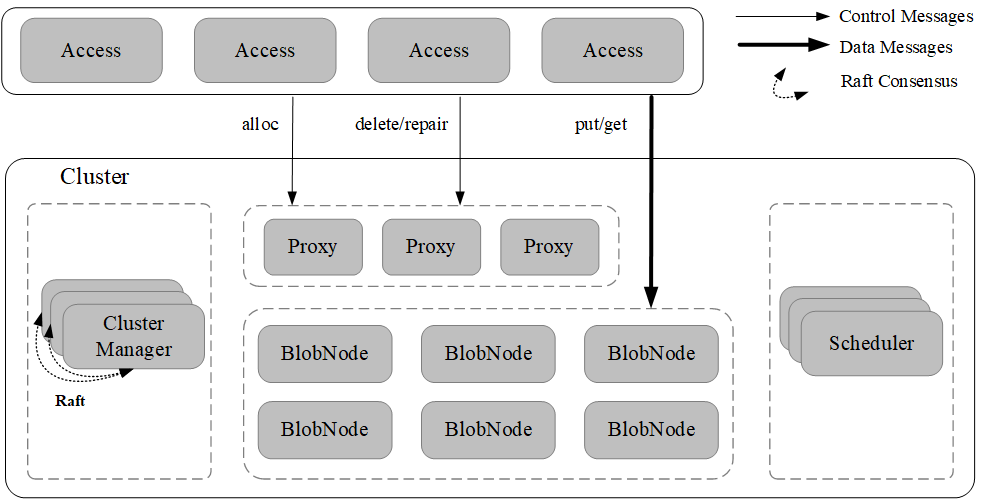 Access
Access
Access
Access
Control Messages
Data Messages
Raft Consensus
alloc
delete/repair
put/get
Cluster
Proxy
Proxy
Proxy
Cluster
Manager
Raft
BlobNode
BlobNode
BlobNode
BlobNode
BlobNode
BlobNode
Scheduler